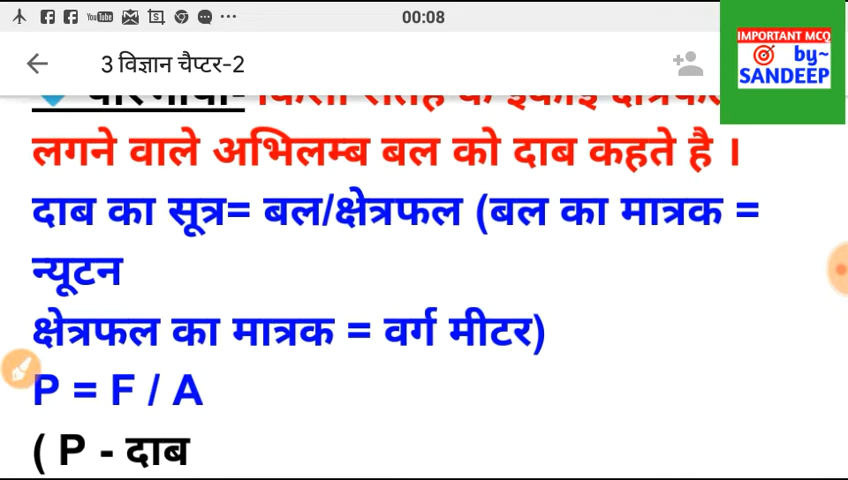 00:08
3 विज्ञान चैप्टर-2
IMPORTANT MCQ
by~
SANDEEP
लगने वाले अभिलम्ब बल को दाब कहते है ।
दाब का सूत्र= बल/क्षेत्रफल (बल का मात्रक =
न्यूटन
क्षेत्रफल का मात्रक = वर्ग मीटर)
P = F / A
( P - दाब